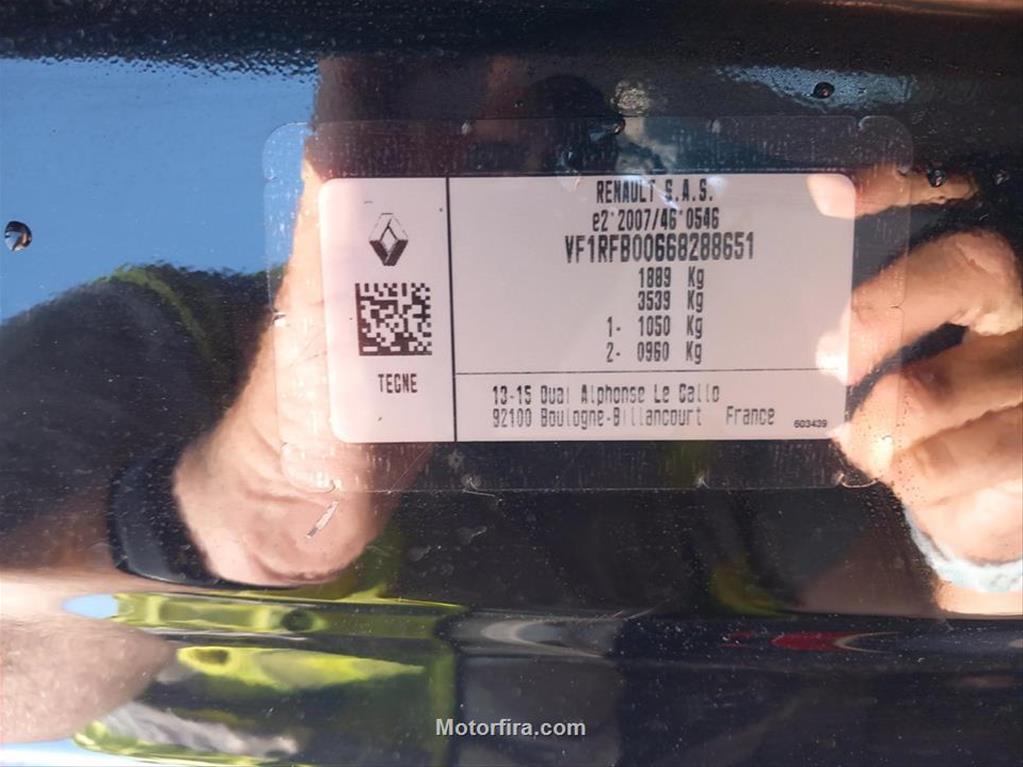 RENAULT S.A.S.
e2*2007/46*0546
VF1RFB00668288651
1889 Kg
3539 Kg
1- 1050 Kg
2- 0960 Kg
TEGNE
13-15 Quai Alphonse Le Gallo
92100 Boulogne-Billancourt France
603439
Motorfira.com